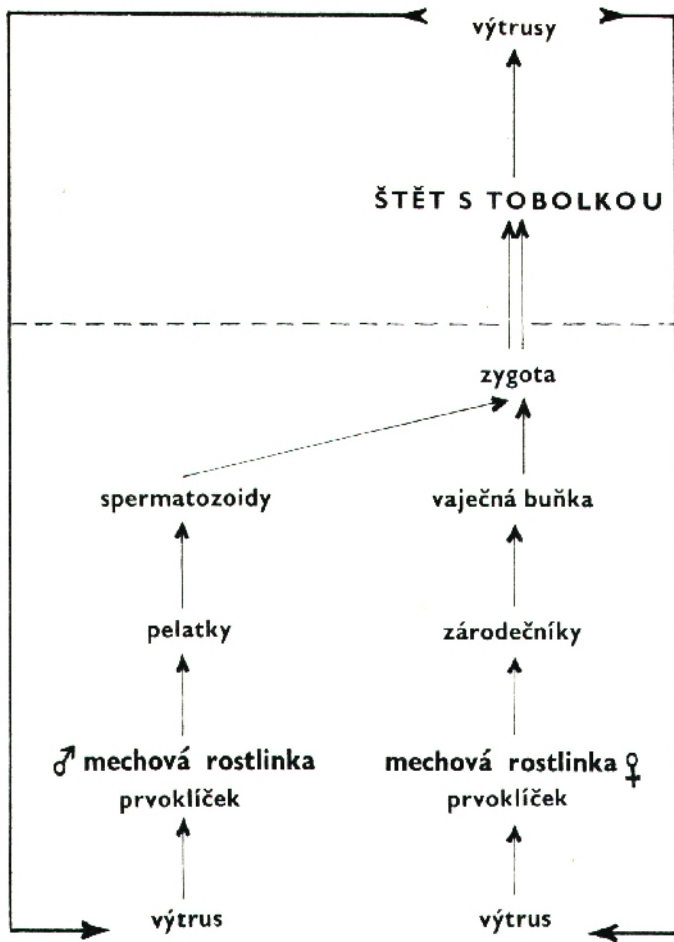 výtrusy
ŠTĚT S TOBOLKOU
zygota
spermatozoidy vaječná buňka
pelatky zárodečníky
♂ mechová rostlinka mechová rostlinka ♀
prvoklíček prvoklíček
výtrus výtrus